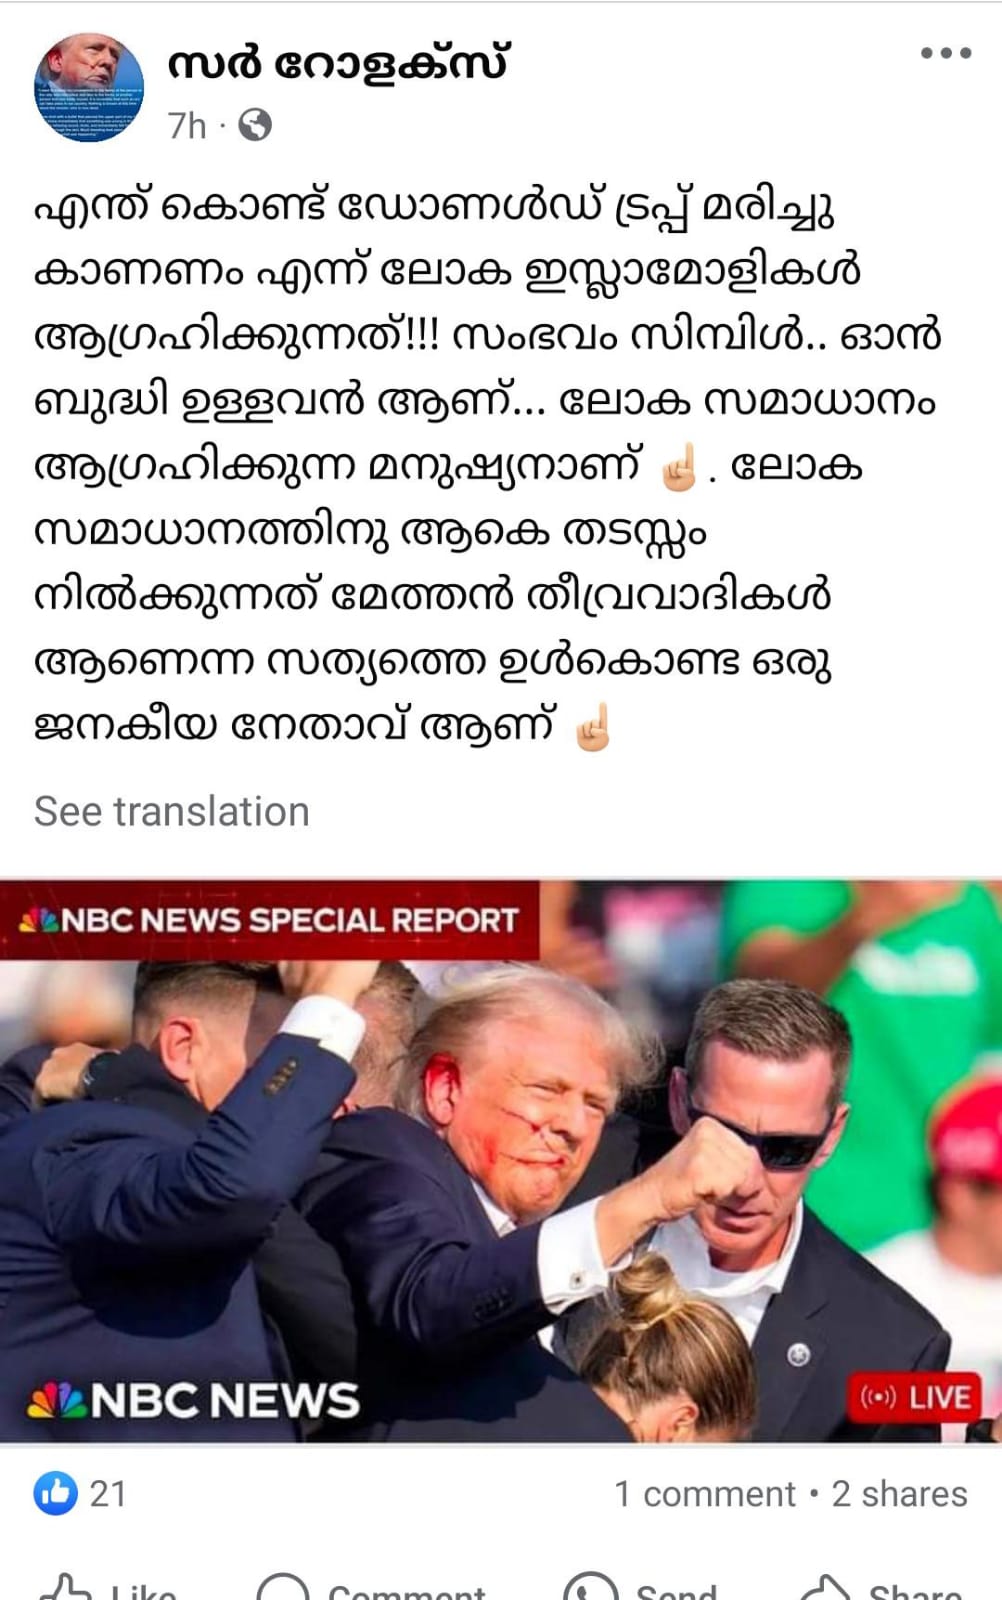 സർ റോളക്സ്
7h
എന്ത് കൊണ്ട് ഡോണൾഡ് ട്രപ്പ് മരിച്ചു
കാണണം എന്ന് ലോക ഇസ്ലാമോളികൾ
ആഗ്രഹിക്കുന്നത്!!! സംഭവം സിമ്പിൾ.. ഓൻ
ബുദ്ധി ഉള്ളവൻ ആണ്... ലോക സമാധാനം
ആഗ്രഹിക്കുന്ന മനുഷ്യനാണ് ☝🏼. ലോക
സമാധാനത്തിനു ആകെ തടസ്സം
നിൽക്കുന്നത് മേത്തൻ തീവ്രവാദികൾ
ആണെന്ന സത്യത്തെ ഉൾകൊണ്ട ഒരു
ജനകീയ നേതാവ് ആണ് ☝🏼
See translation
NBC NEWS SPECIAL REPORT
NBC NEWS
LIVE
21
1 comment • 2 shares
Like Comment Send Share